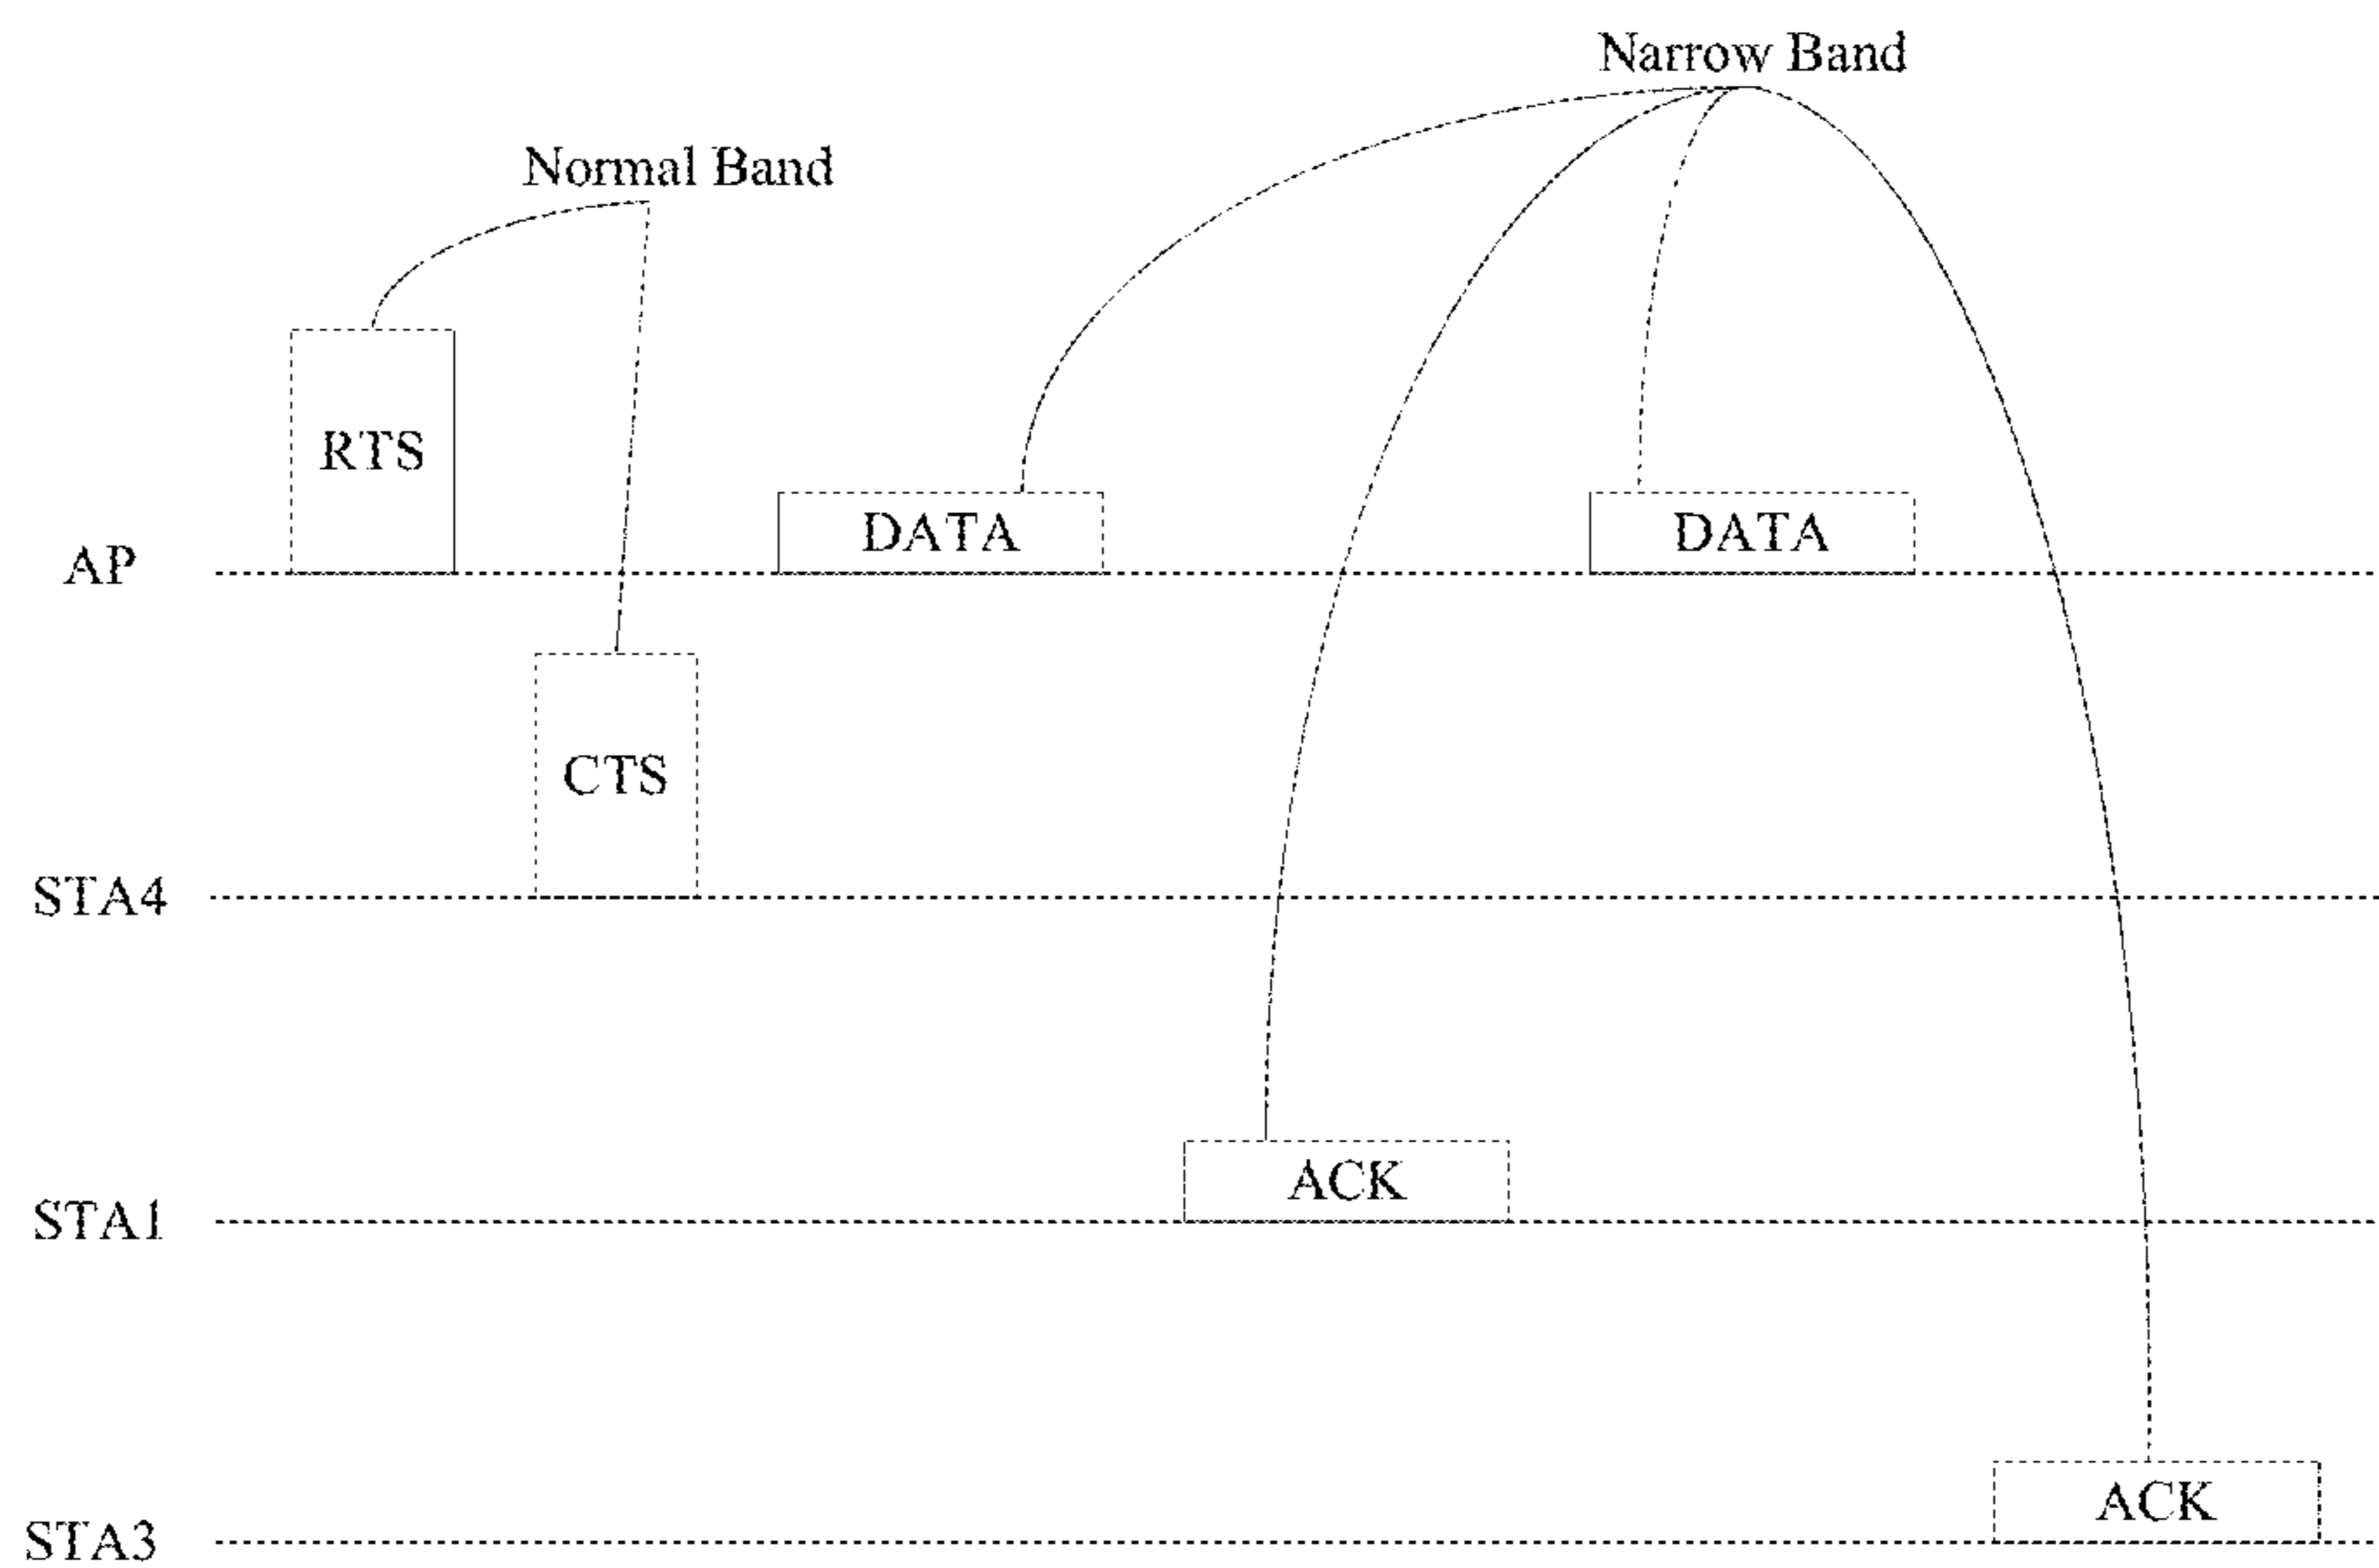 Narrow Band
Normal Band
RTS
DATA
DATA
AP
CTS
STA4
ACK
STA1
ACK
STA3